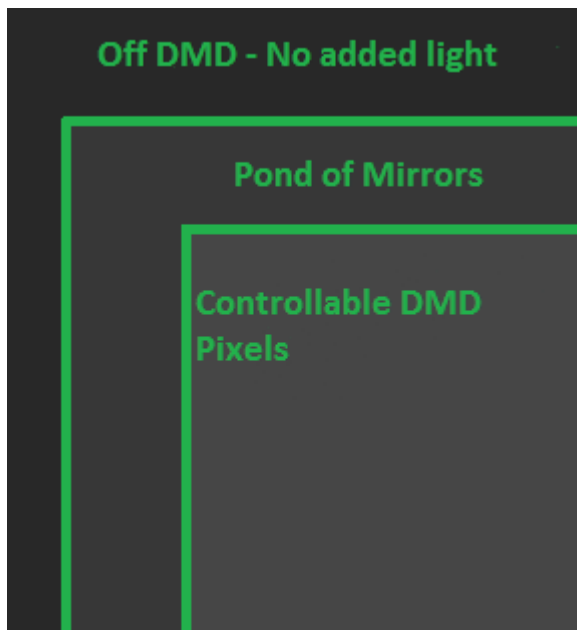 Off DMD - No added light
Pond of Mirrors
Controllable DMD
Pixels